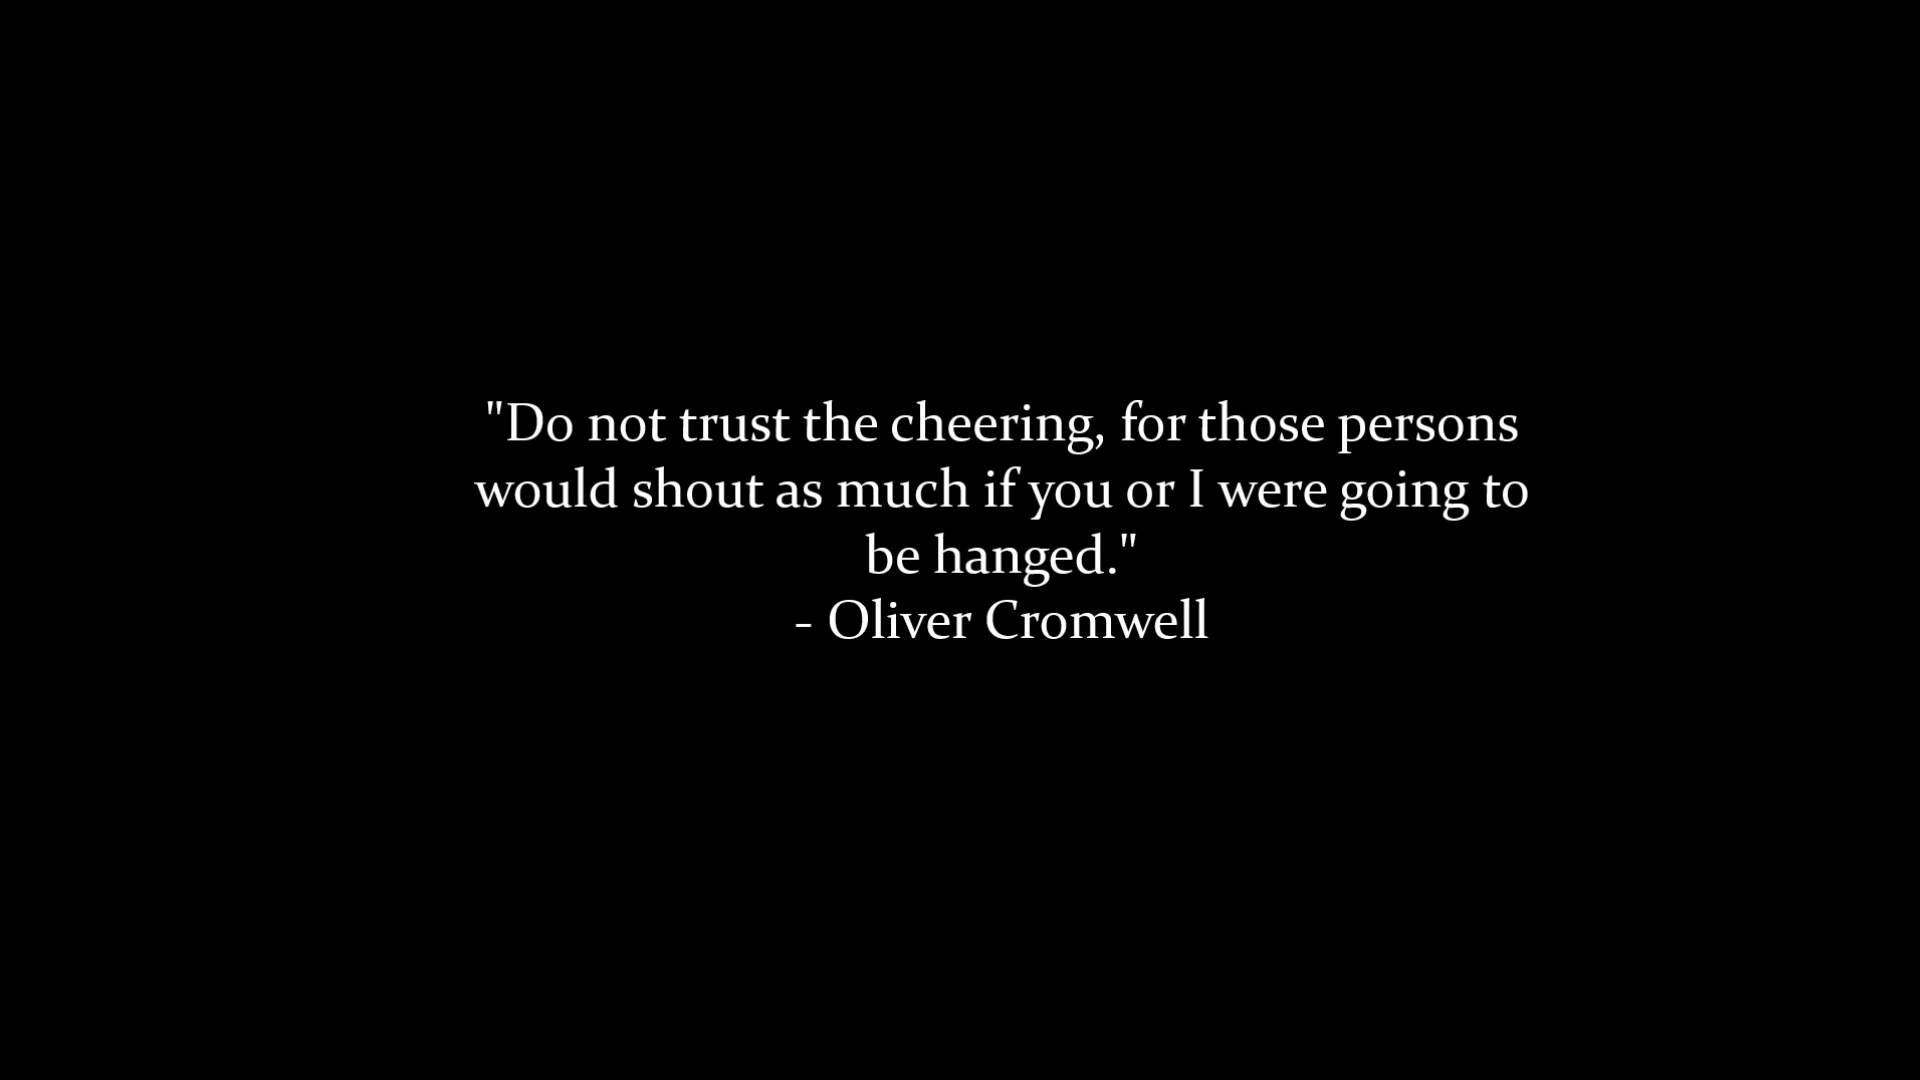 "Do not trust the cheering, for those persons
would shout as much if you or I were going to
be hanged."
- Oliver Cromwell